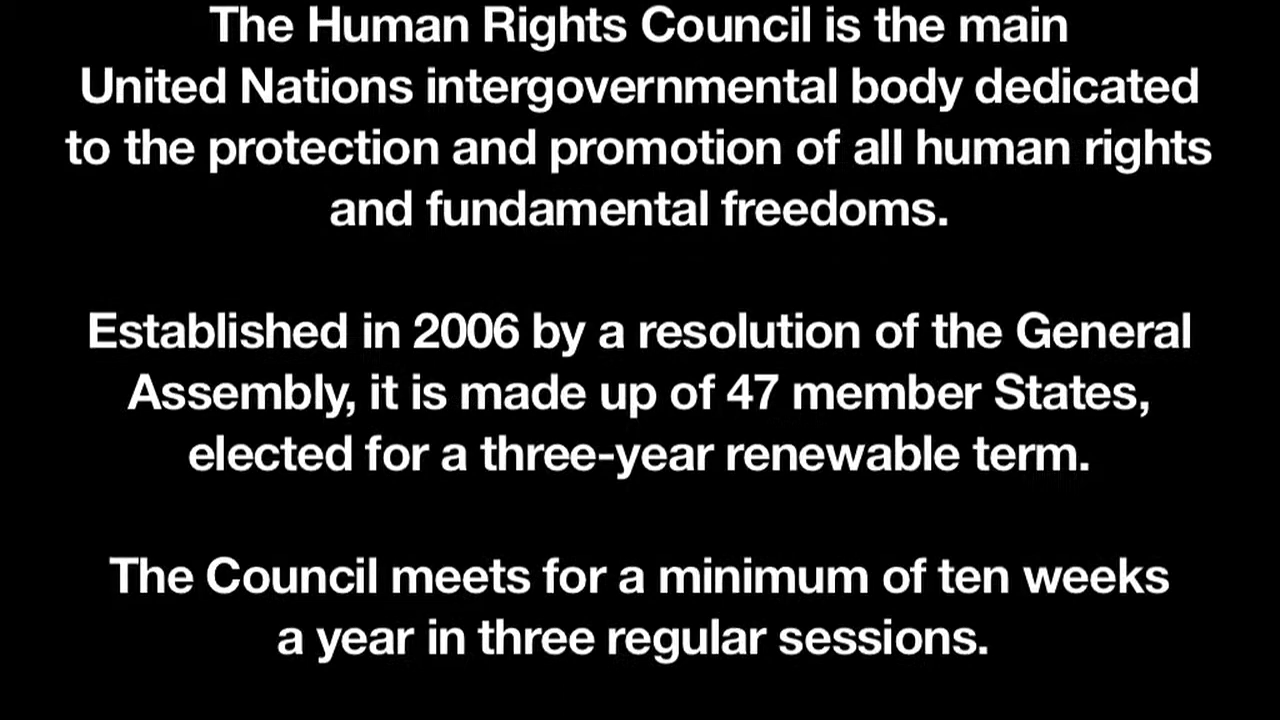 The Human Rights Council is the main
United Nations intergovernmental body dedicated
to the protection and promotion of all human rights
and fundamental freedoms.
Established in 2006 by a resolution of the General
Assembly, it is made up of 47 member States,
elected for a three-year renewable term.
The Council meets for a minimum of ten weeks
a year in three regular sessions.